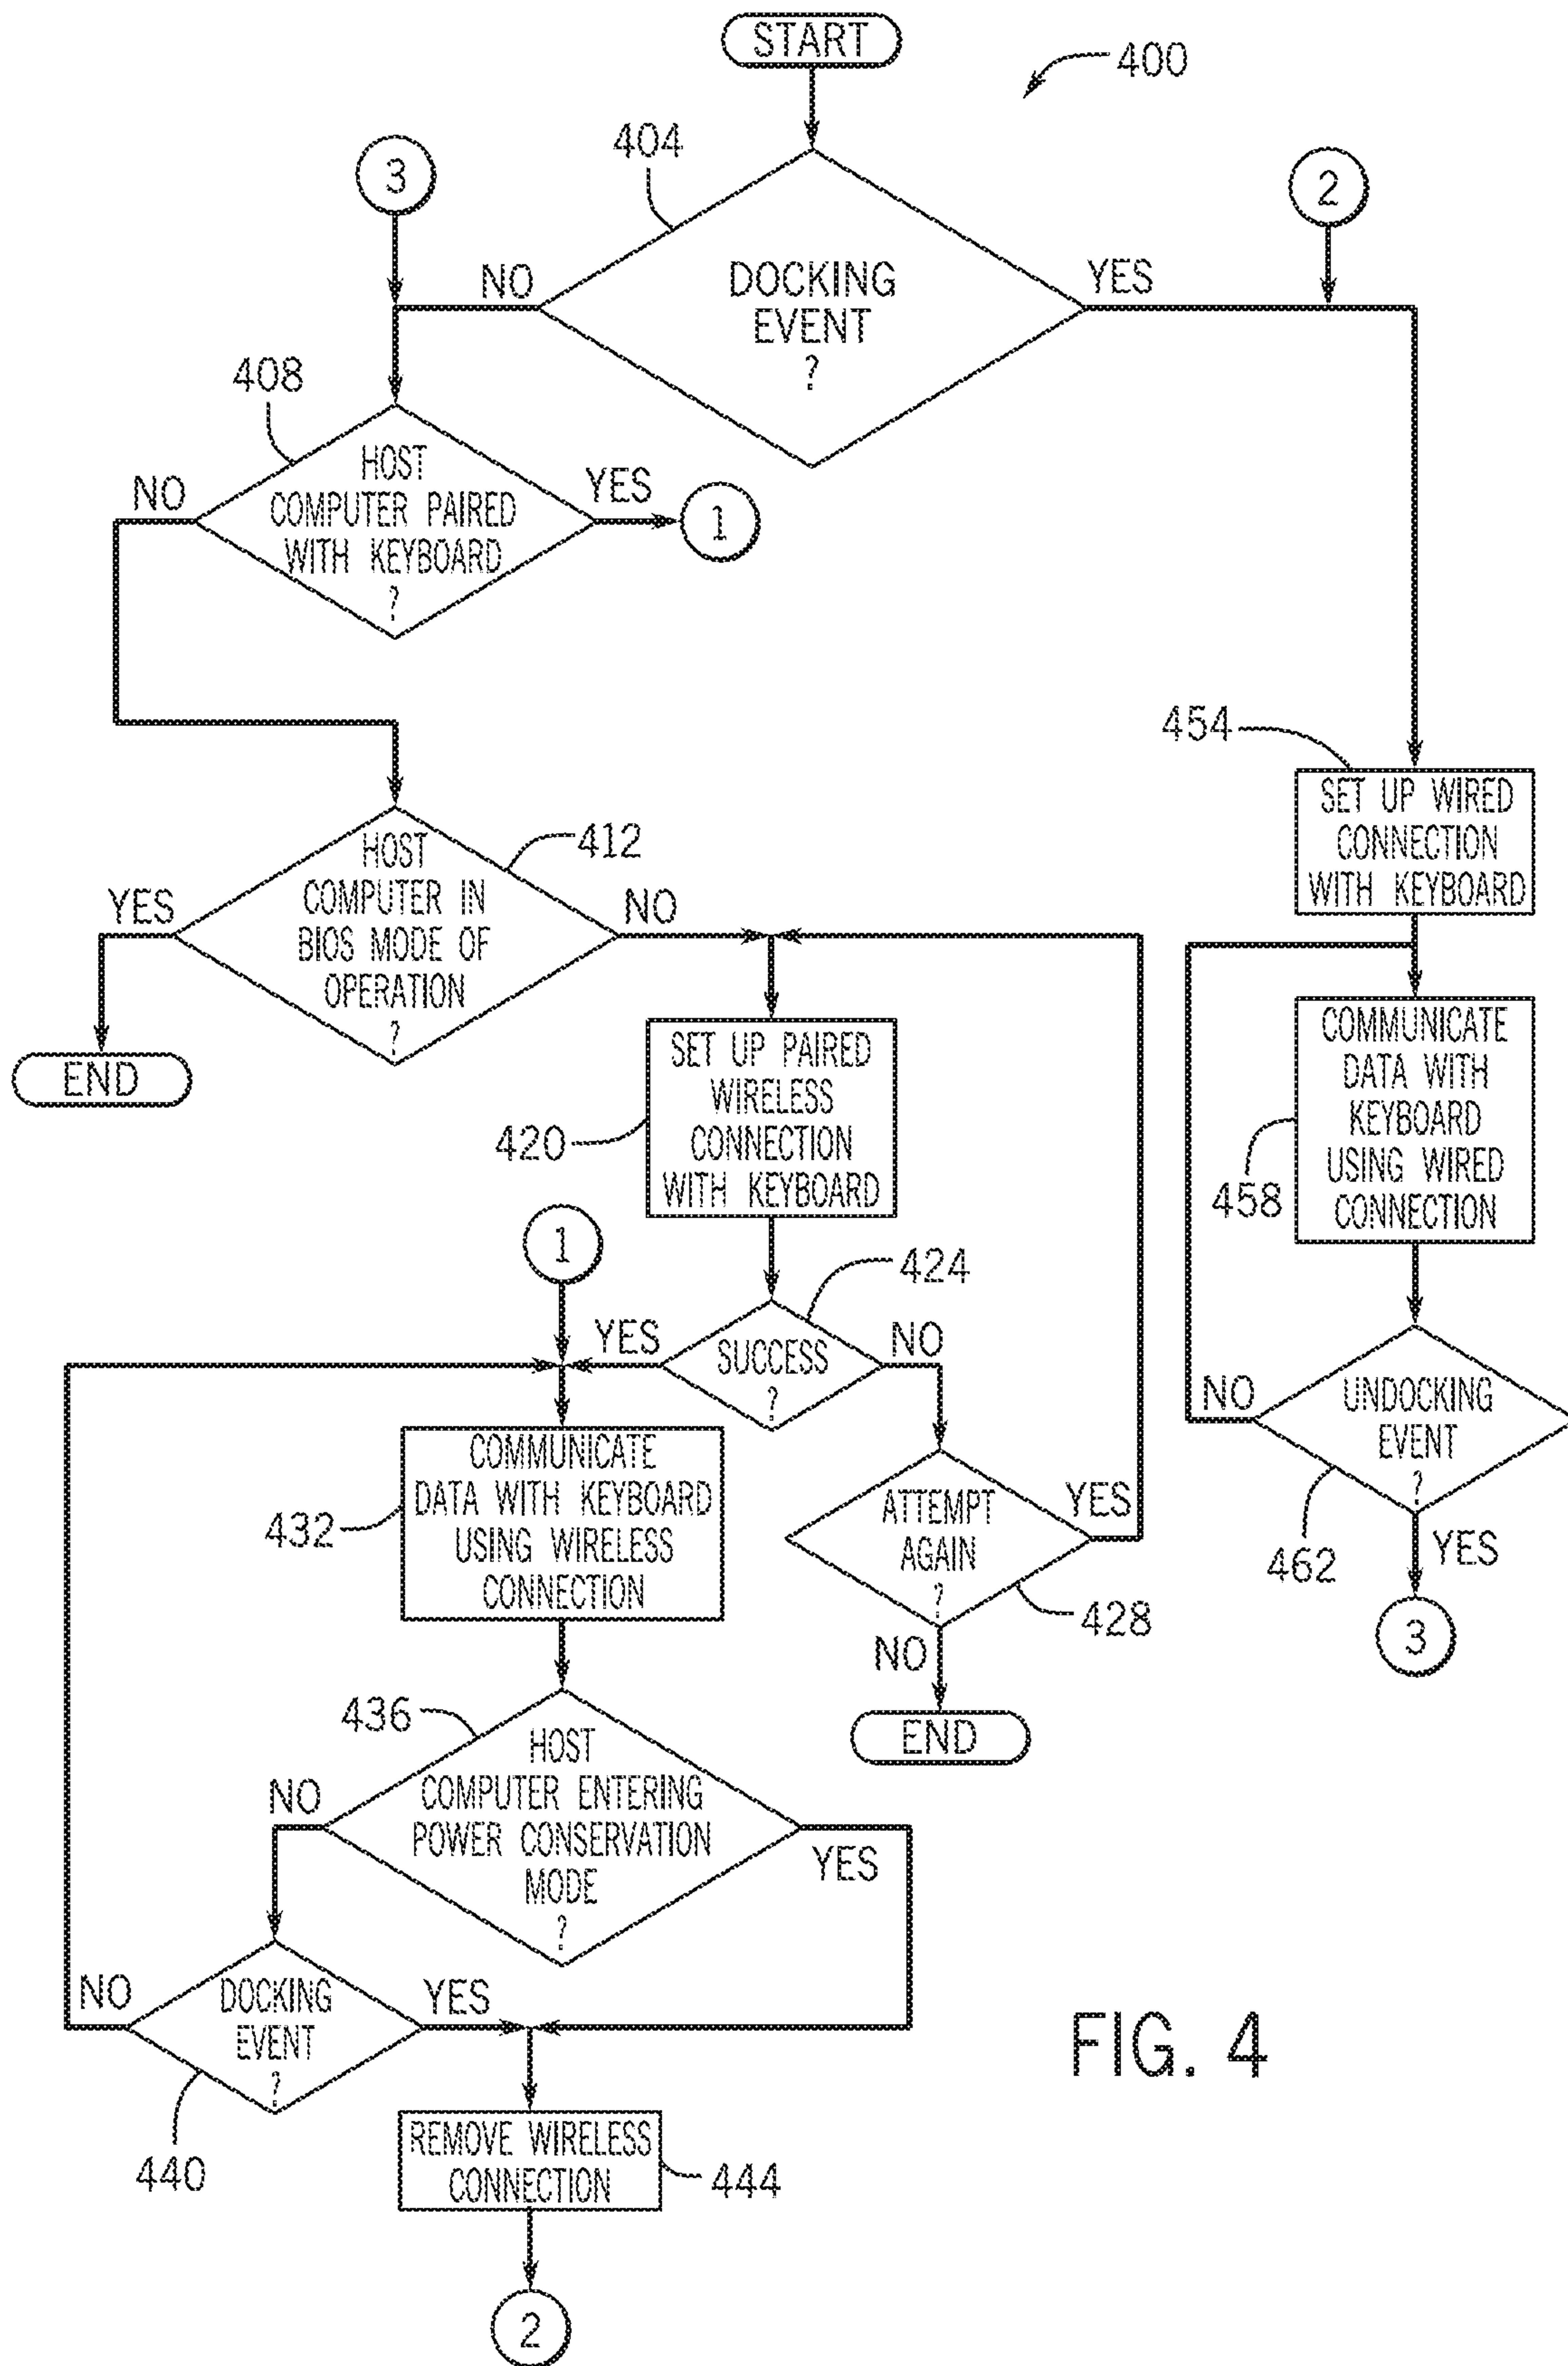 START
400
404
3
2
NO
YES
DOCKING
EVENT
?
408
HOST
COMPUTER PAIRED
WITH KEYBOARD
?
NO
YES
1
454
SET UP WIRED
CONNECTION
WITH KEYBOARD
412
HOST
COMPUTER IN
BIOS MODE OF
OPERATION
?
YES
NO
END
SET UP PAIRED
WIRELESS
CONNECTION
WITH KEYBOARD
420
COMMUNICATE
DATA WITH
KEYBOARD
USING WIRED
CONNECTION
458
1
424
YES
SUCCESS
?
NO
NO
UNDOCKING
EVENT
?
462
YES
3
COMMUNICATE
DATA WITH KEYBOARD
USING WIRELESS
CONNECTION
432
ATTEMPT
AGAIN
?
YES
428
NO
END
436
HOST
COMPUTER ENTERING
POWER CONSERVATION
MODE
?
NO
YES
NO
DOCKING
EVENT
?
YES
440
REMOVE WIRELESS
CONNECTION
444
2
FIG. 4